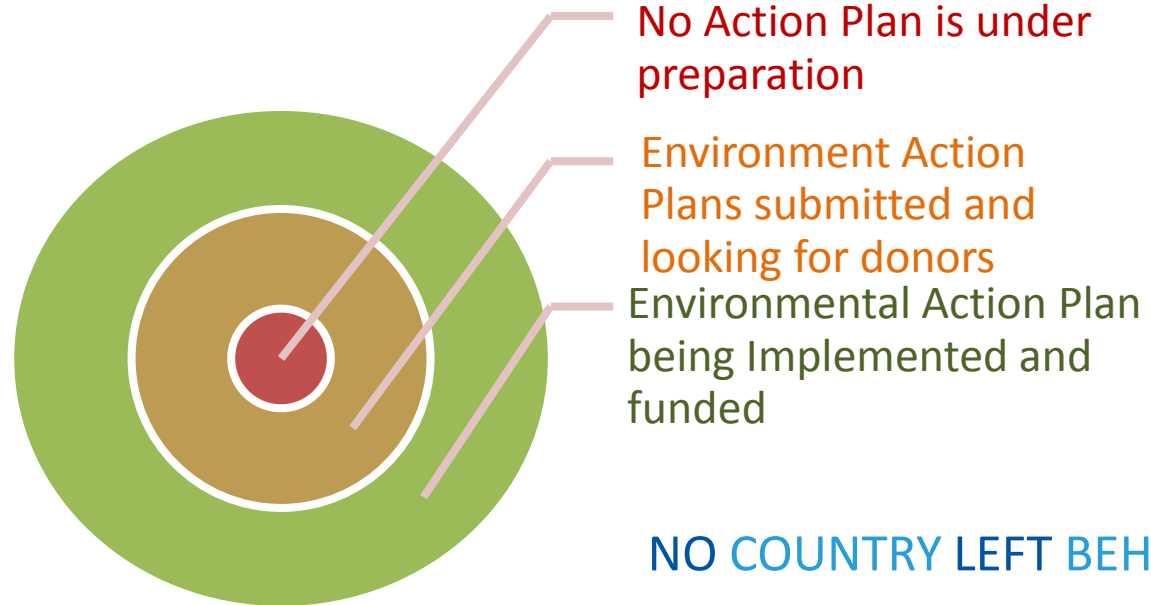 No Action Plan is under
preparation
Environment Action
Plans submitted and
looking for donors
Environmental Action Plan
being Implemented and
funded
NO COUNTRY LEFT BEH